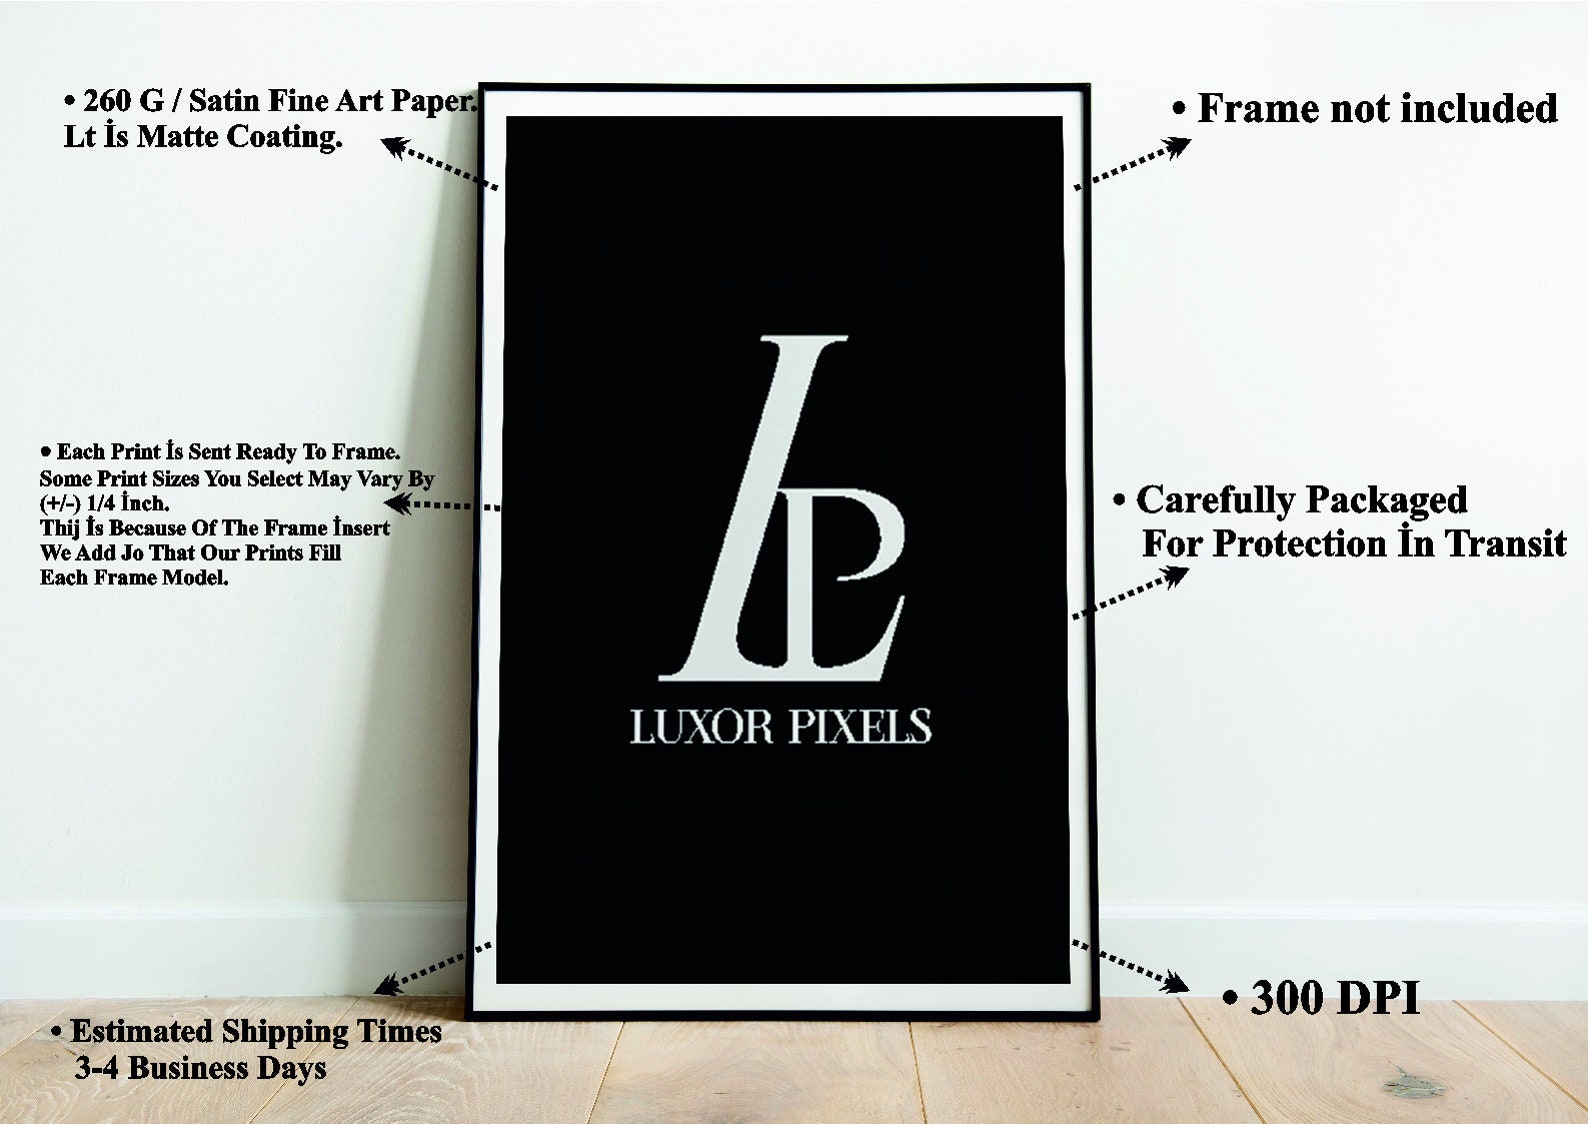 • 260 G / Satin Fine Art Paper.
Lt İs Matte Coating.
• Frame not included
• Each Print İs Sent Ready To Frame.
Some Print Sizes You Select May Vary By
(+/-) 1/4 İnch.
Thij İs Because Of The Frame İnsert
We Add Jo That Our Prints Fill
Each Frame Model.
• Carefully Packaged
For Protection İn Transit
LP
LUXOR PIXELS
• Estimated Shipping Times
3-4 Business Days
• 300 DPI